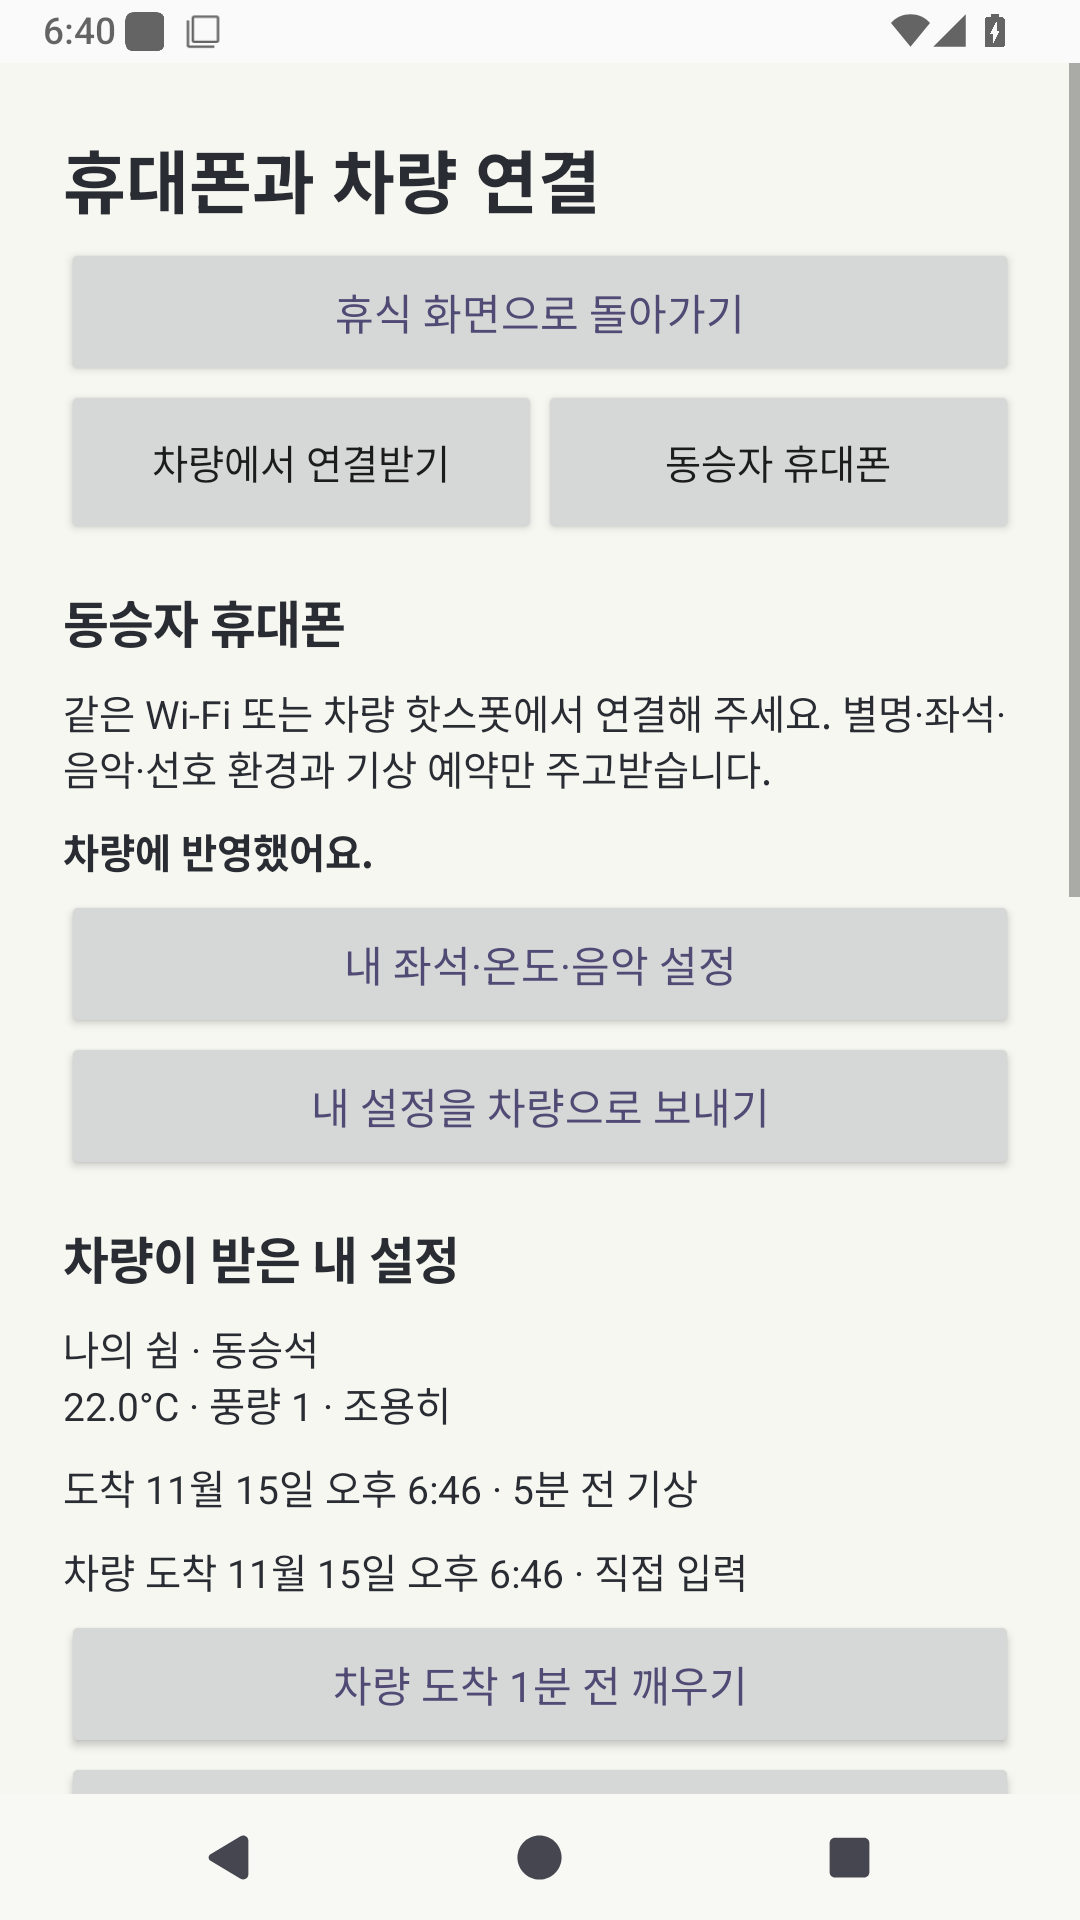 6:40
휴대폰과 차량 연결
휴식 화면으로 돌아가기
차량에서 연결받기
동승자 휴대폰
동승자 휴대폰
같은 Wi-Fi 또는 차량 핫스폿에서 연결해 주세요. 별명·좌석·
음악·선호 환경과 기상 예약만 주고받습니다.
차량에 반영했어요.
내 좌석·온도·음악 설정
내 설정을 차량으로 보내기
차량이 받은 내 설정
나의 쉼 · 동승석
22.0°C · 풍량 1 · 조용히
도착 11월 15일 오후 6:46 · 5분 전 기상
차량 도착 11월 15일 오후 6:46 · 직접 입력
차량 도착 1분 전 깨우기